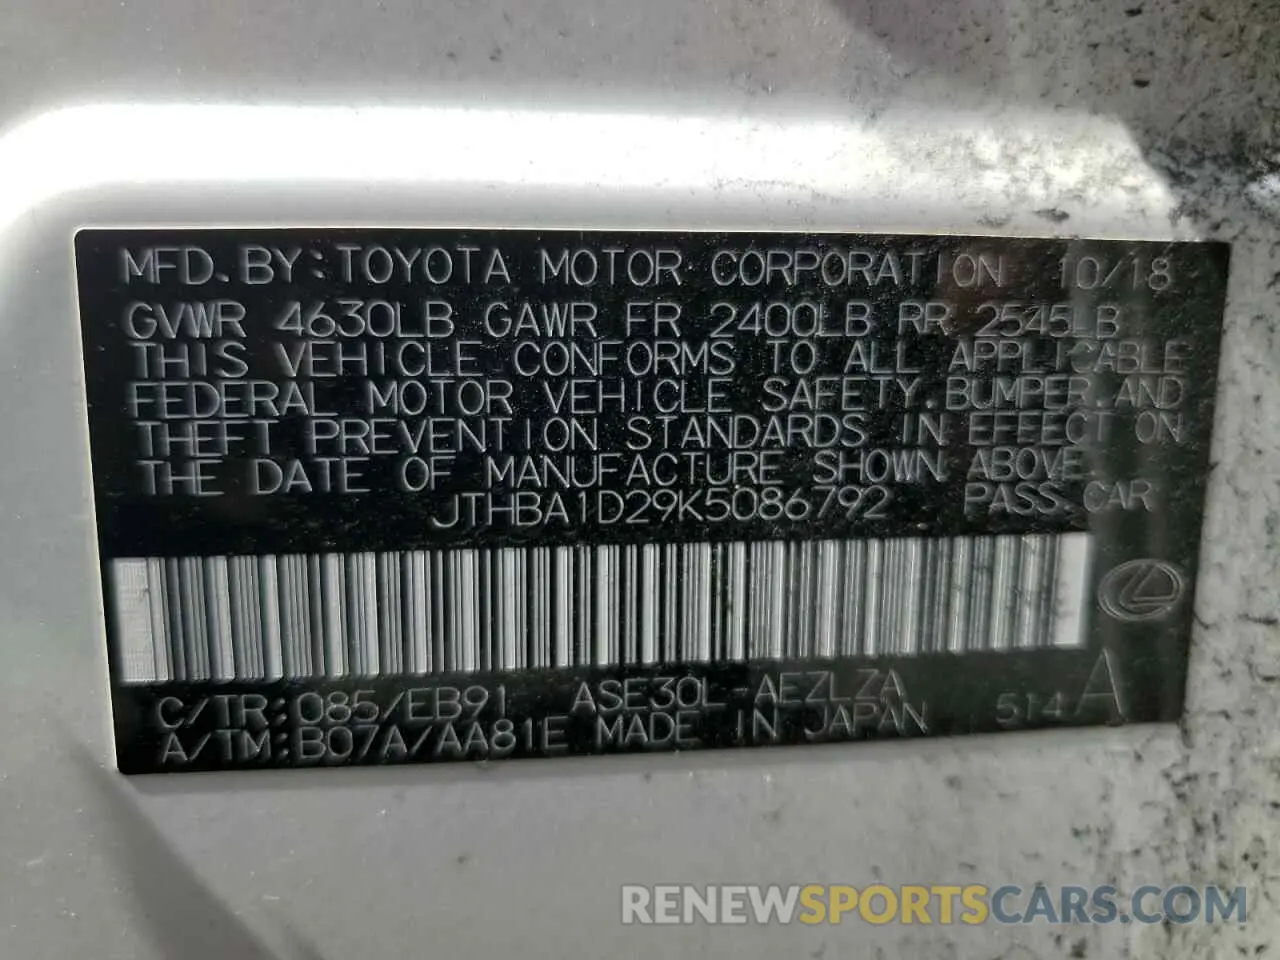 MFD. BY: TOYOTA MOTOR CORPORATION 10/18
GVWR 4630LB GAWR FR 2400LB RR 2545LB
THIS VEHICLE CONFORMS TO ALL APPLICABLE
FEDERAL MOTOR VEHICLE SAFETY, BUMPER, AND
THEFT PREVENTION STANDARDS IN EFFECT ON
THE DATE OF MANUFACTURE SHOWN ABOVE.
JTHBA1D29K5086792 PASS. CAR
C/TR: 085/EB91 ASE30L-AEZLZA
A/TM: B07A/AA81E MADE IN JAPAN 514 A
RENEWSPORTSCARS.COM